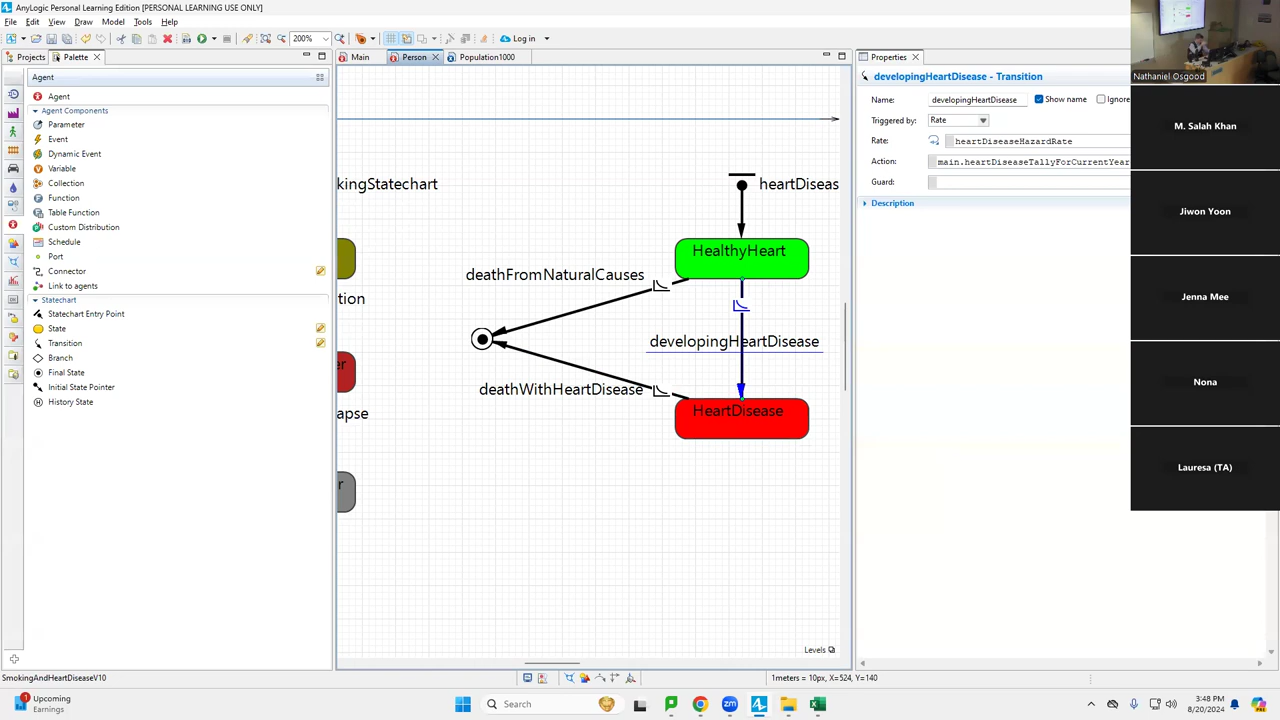 AnyLogic Personal Learning Edition [PERSONAL LEARNING USE ONLY]
File Edit View Draw Model Tools Help
200%
Log in
Projects
Palette
Main
Person
Population1000
Properties
Agent
Agent
Agent Components
Parameter
Event
Dynamic Event
Variable
Collection
Function
Table Function
Custom Distribution
Schedule
Port
Connector
Link to agents
Statechart
Statechart Entry Point
State
Transition
Branch
Final State
Initial State Pointer
History State
kingStatechart
heartDiseas
HealthyHeart
deathFromNaturalCauses
tion
developingHeartDisease
er
deathWithHeartDisease
HeartDisease
apse
r
Levels
developingHeartDisease - Transition
Name: developingHeartDisease Show name Ignore
Triggered by: Rate
Rate: heartDiseaseHazardRate
Action: main.heartDiseaseTallyForCurrentYear
Guard:
Description
Nathaniel Osgood
M. Salah Khan
Jiwon Yoon
Jenna Mee
Nona
Lauresa (TA)
SmokingAndHeartDiseaseV10
1meters = 10px, X=524, Y=140
1
Upcoming
Earnings
Search
zm
3:48 PM
8/20/2024